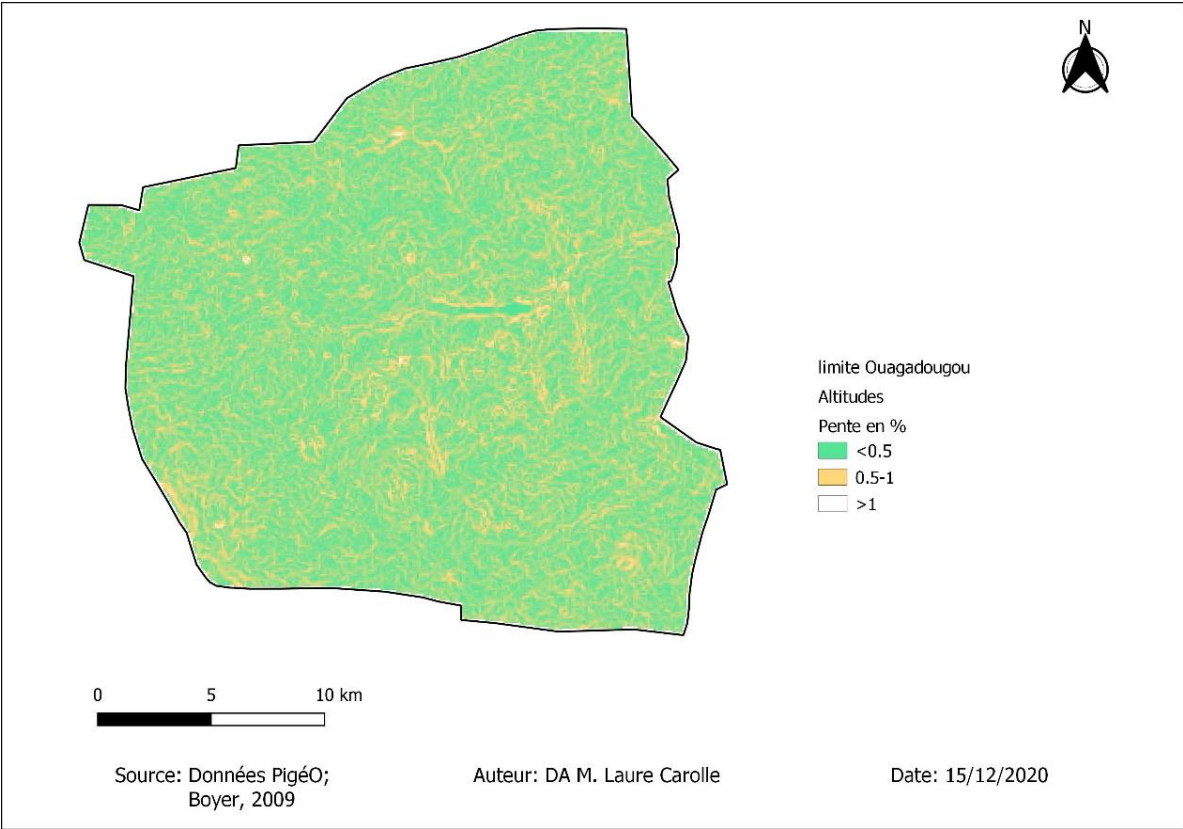 N
limite Ouagadougou
Altitudes
Pente en %
<0.5
0.5-1
>1
0 5 10 km
Source: Données PigéO;
Boyer, 2009
Auteur: DA M. Laure Carolle
Date: 15/12/2020